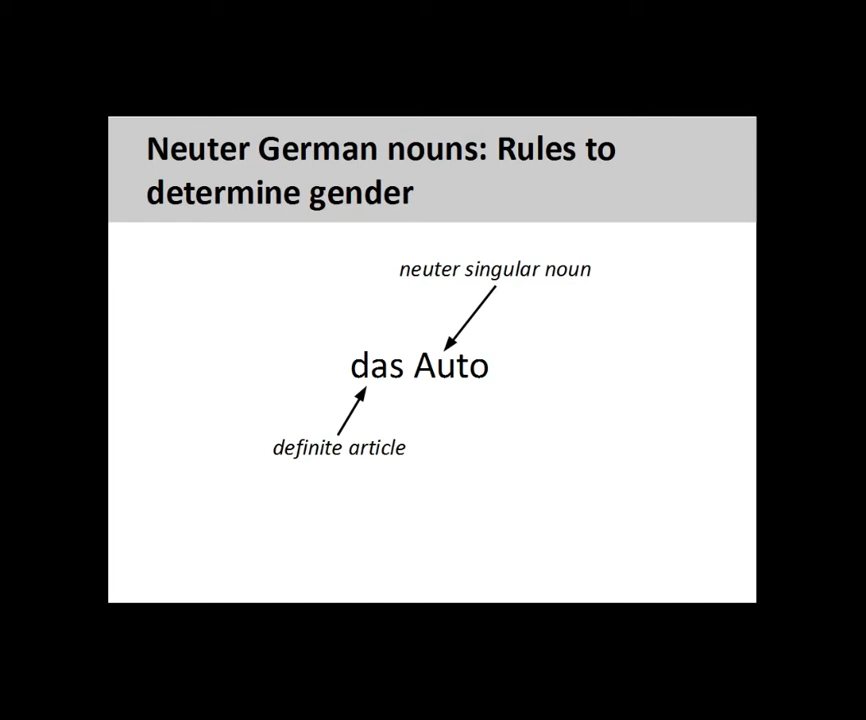 Neuter German nouns: Rules to
determine gender
neuter singular noun
das Auto
definite article